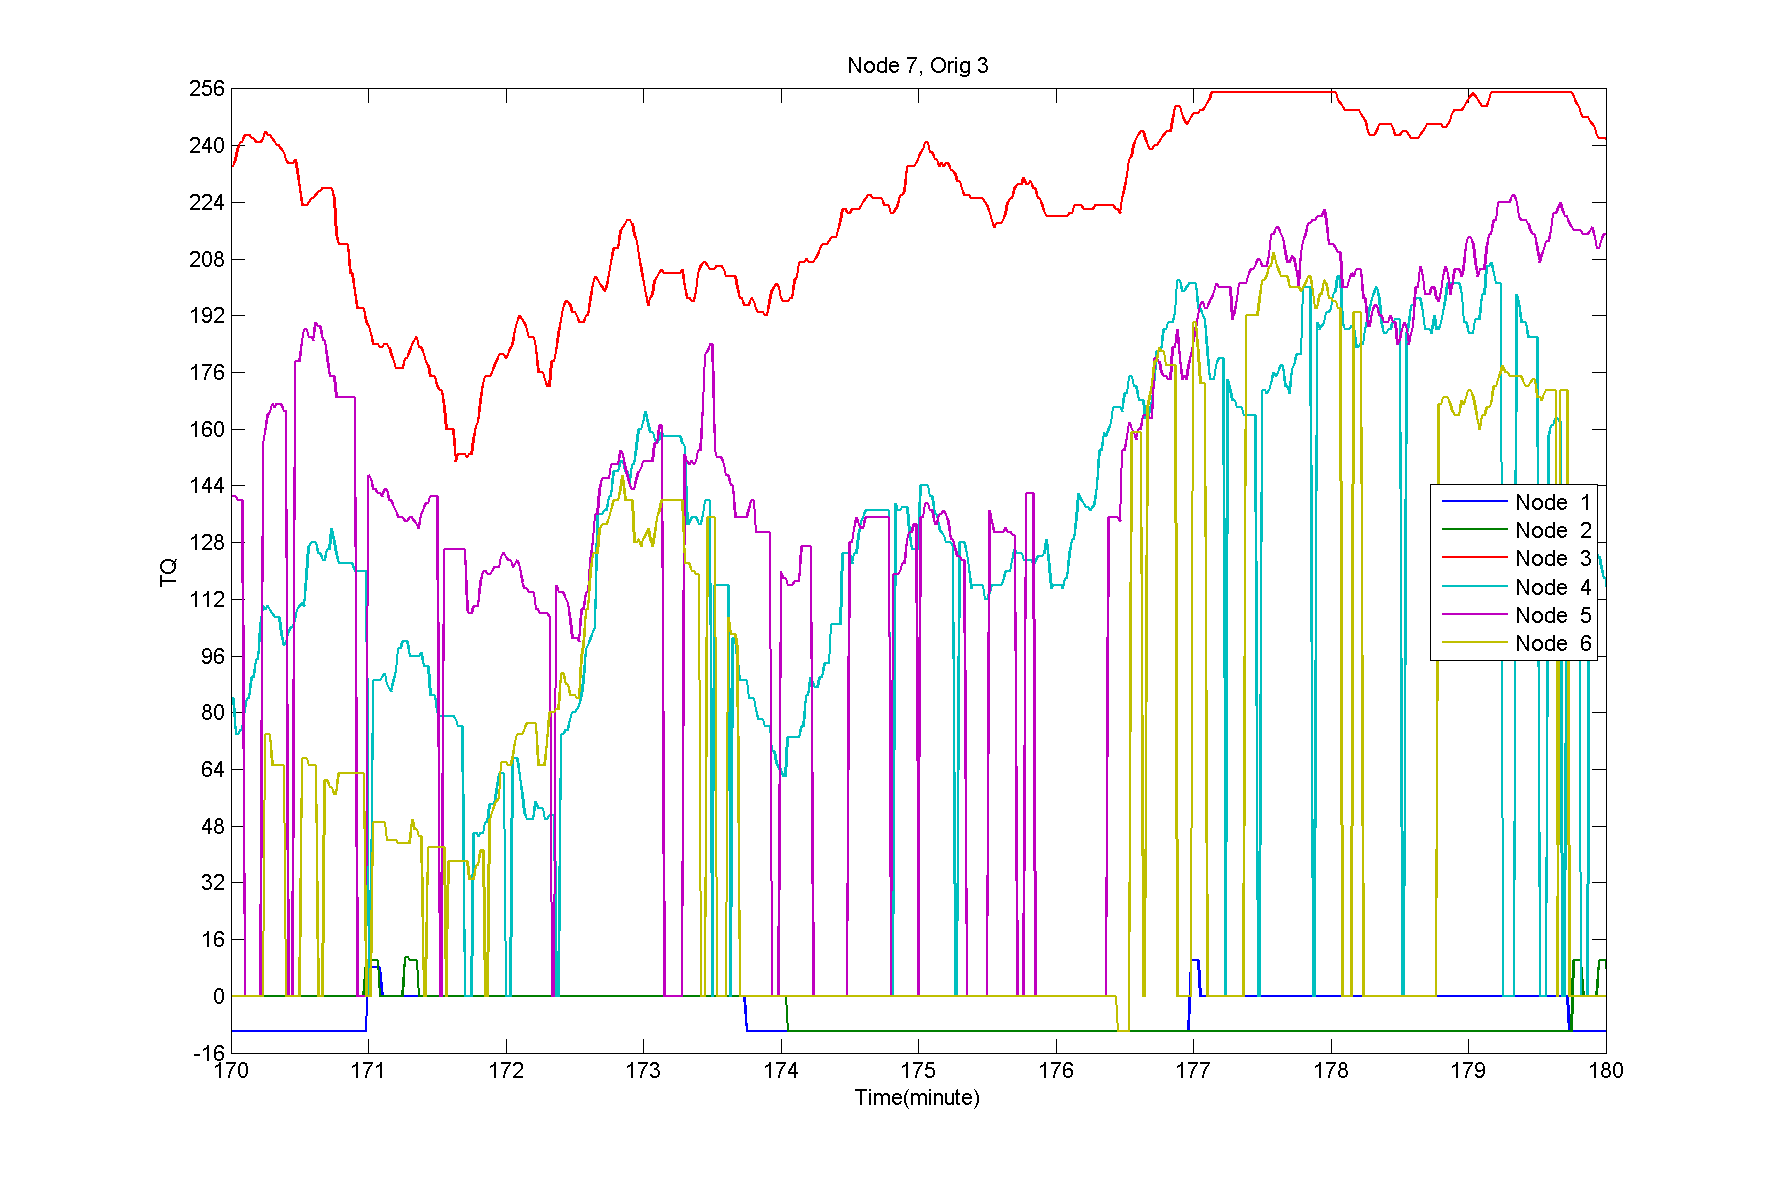 Node 7, Orig 3
256
240
224
208
192
176
160
144
128
112
96
80
64
48
32
16
0
-16
TQ
Node 1
Node 2
Node 3
Node 4
Node 5
Node 6
170 171 172 173 174 175 176 177 178 179 180
Time(minute)